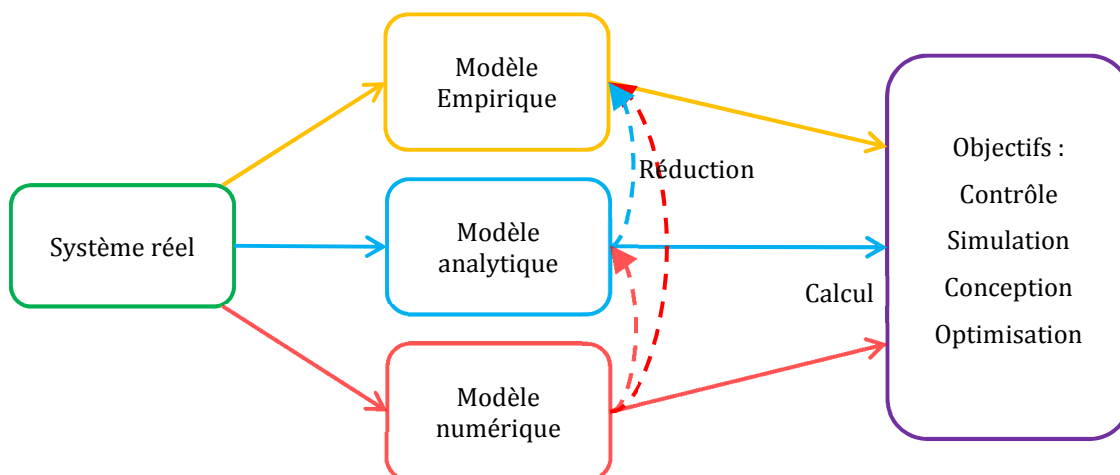 Système réel
Modèle
Empirique
Modèle
analytique
Modèle
numérique
Réduction
Calcul
Objectifs :
Contrôle
Simulation
Conception
Optimisation